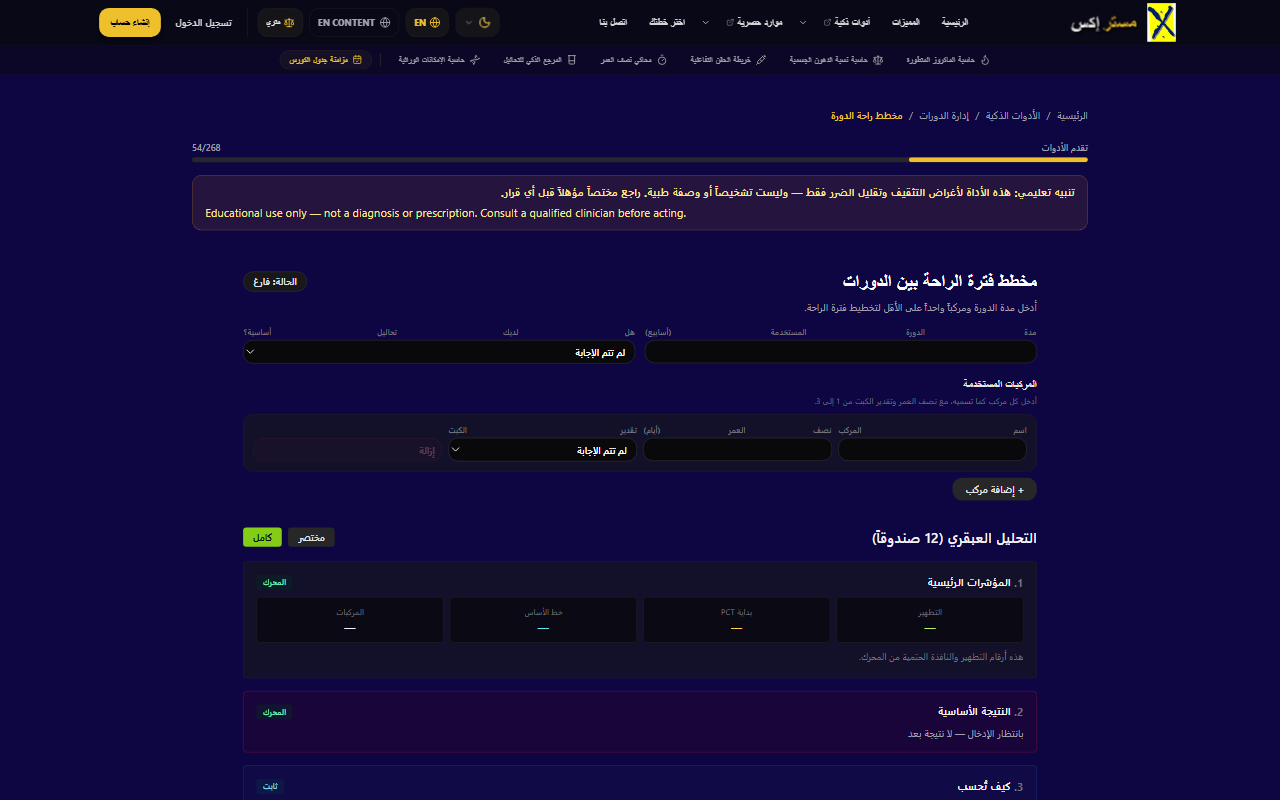 مستر إكس
الرئيسية
المميزات
أدوات ذكية
موارد حصرية
اختر خطتك
اتصل بنا
EN
EN CONTENT
متري
تسجيل الدخول
إنشاء حساب
حاسبة الماكروز المتطورة
حاسبة نسبة الدهون الجسمية
خريطة الحقن التفاعلية
محاكي نصف العمر
المرجع الذكي للتحاليل
حاسبة الإمكانات الوراثية
مزامنة جدول الكورس
الرئيسية / الأدوات الذكية / إدارة الدورات / مخطط راحة الدورة
تقدم الأدوات
54/268
تنبيه تعليمي: هذه الأداة لأغراض التثقيف وتقليل الضرر فقط — وليست تشخيصاً أو وصفة طبية. راجع مختصاً مؤهلاً قبل أي قرار.
Educational use only — not a diagnosis or prescription. Consult a qualified clinician before acting.
مخطط فترة الراحة بين الدورات
الحالة: فارغ
أدخل مدة الدورة ومركباً واحداً على الأقل لتخطيط فترة الراحة.
مدة الدورة المستخدمة (أسابيع)
هل لديك تحاليل أساسية؟
لم تتم الإجابة
المركبات المستخدمة
أدخل كل مركب كما تسميه، مع نصف العمر وتقدير الكبت من 1 إلى 3.
اسم المركب
نصف العمر (أيام)
تقدير الكبت
لم تتم الإجابة
إزالة
+ إضافة مركب
التحليل العبقري (12 صندوقاً)
مختصر
كامل
1. المؤشرات الرئيسية
المحرك
التطهير
—
بداية PCT
—
خط الأساس
—
المركبات
—
هذه أرقام التطهير والنافذة الحتمية من المحرك.
2. النتيجة الأساسية
المحرك
بانتظار الإدخال — لا نتيجة بعد
3. كيف تُحسب
ثابت